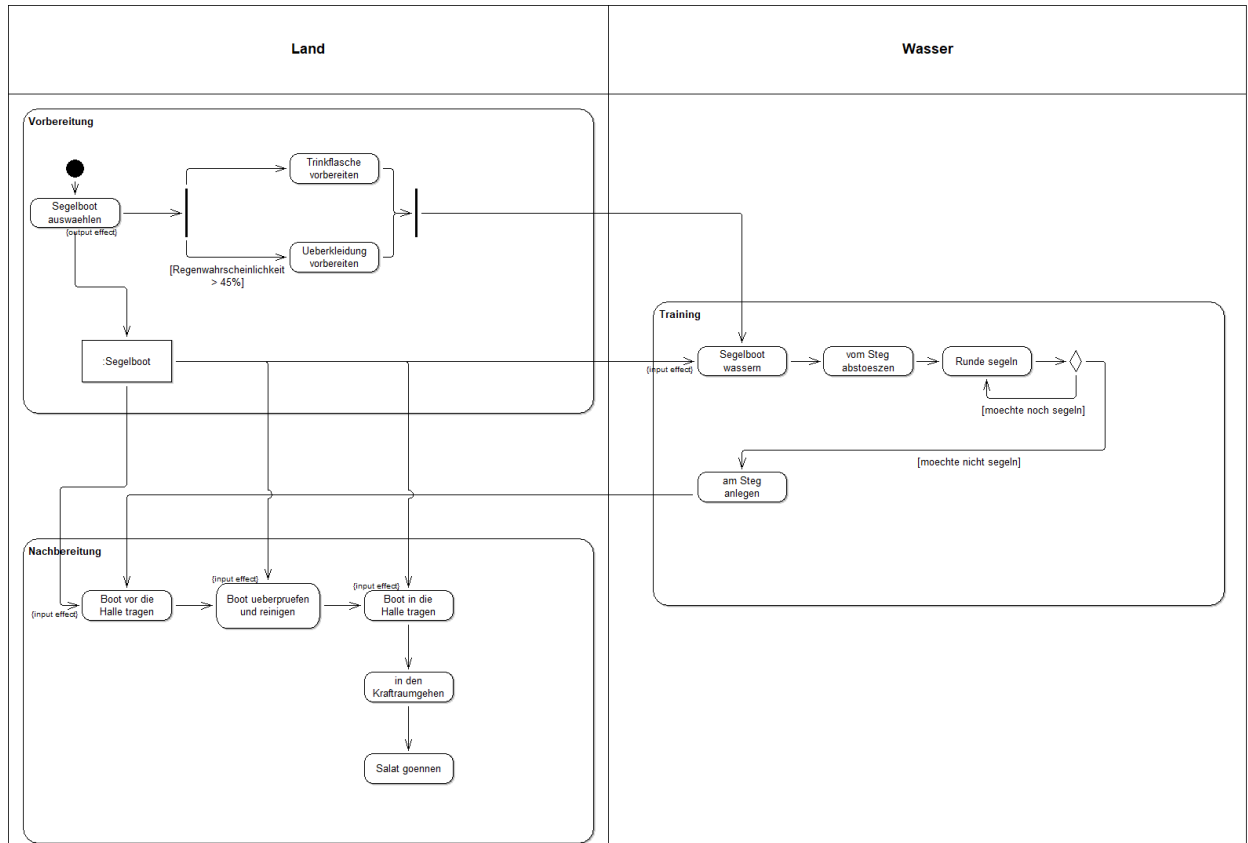 Land
Wasser
Vorbereitung
Trinkflasche
vorbereiten
Segelboot
auswaehlen
{output effect}
Ueberkleidung
vorbereiten
[Regenwahrscheinlichkeit
> 45%]
:Segelboot
Training
Segelboot
wassern
{input effect}
vom Steg
abstoeszen
Runde segeln
[moechte noch segeln]
[moechte nicht segeln]
am Steg
anlegen
Nachbereitung
Boot vor die
Halle tragen
{input effect}
{input effect}
Boot ueberpruefen
und reinigen
{input effect}
Boot in die
Halle tragen
in den
Kraftraumgehen
Salat goennen